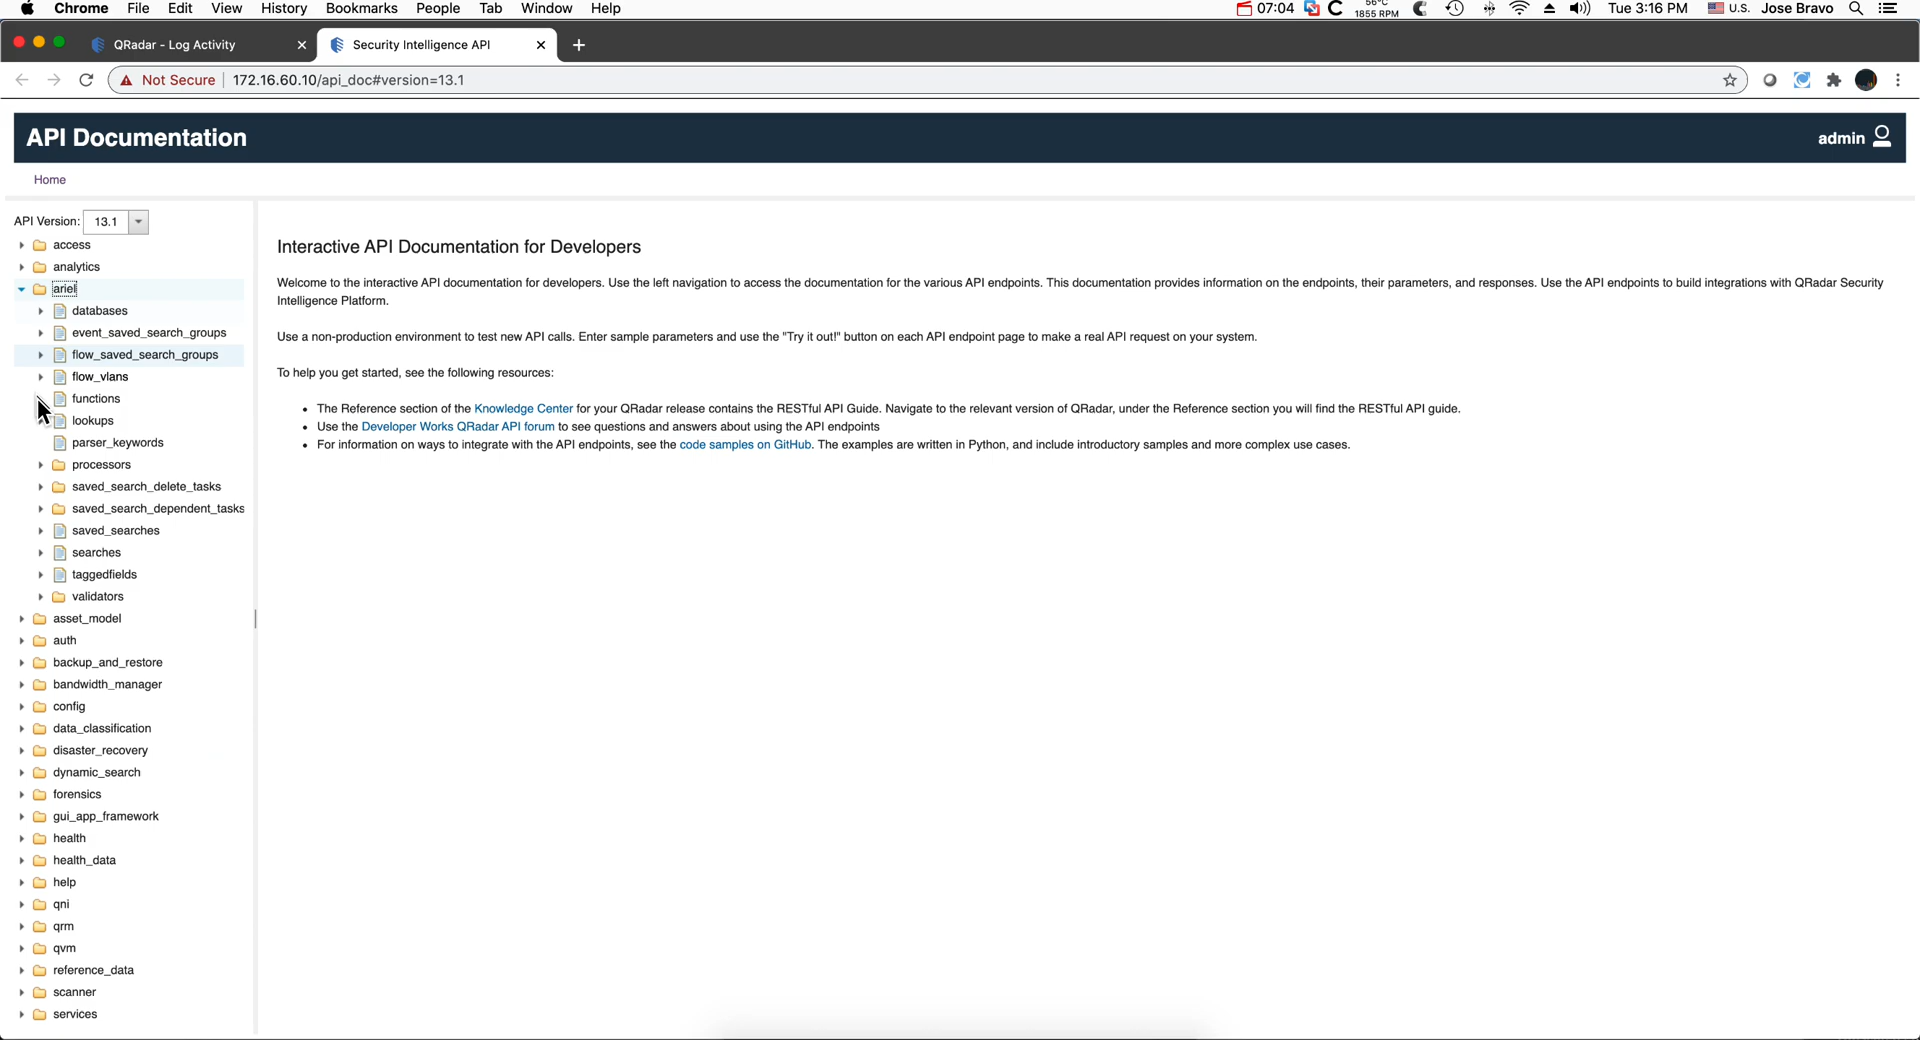 Chrome File Edit View History Bookmarks People Tab Window Help 07:04 56°C 1855 RPM Tue 3:16 PM U.S. Jose Bravo
QRadar - Log Activity Security Intelligence API
Not Secure 172.16.60.10/api_doc#version=13.1
API Documentation admin
Home
API Version: 13.1
access
analytics
ariel
databases
event_saved_search_groups
flow_saved_search_groups
flow_vlans
functions
lookups
parser_keywords
processors
saved_search_delete_tasks
saved_search_dependent_tasks
saved_searches
searches
taggedfields
validators
asset_model
auth
backup_and_restore
bandwidth_manager
config
data_classification
disaster_recovery
dynamic_search
forensics
gui_app_framework
health
health_data
help
qni
qrm
qvm
reference_data
scanner
services
Interactive API Documentation for Developers
Welcome to the interactive API documentation for developers. Use the left navigation to access the documentation for the various API endpoints. This documentation provides information on the endpoints, their parameters, and responses. Use the API endpoints to build integrations with QRadar Security
Intelligence Platform.
Use a non-production environment to test new API calls. Enter sample parameters and use the "Try it out!" button on each API endpoint page to make a real API request on your system.
To help you get started, see the following resources:
• The Reference section of the Knowledge Center for your QRadar release contains the RESTful API Guide. Navigate to the relevant version of QRadar, under the Reference section you will find the RESTful API guide.
• Use the Developer Works QRadar API forum to see questions and answers about using the API endpoints
• For information on ways to integrate with the API endpoints, see the code samples on GitHub. The examples are written in Python, and include introductory samples and more complex use cases.